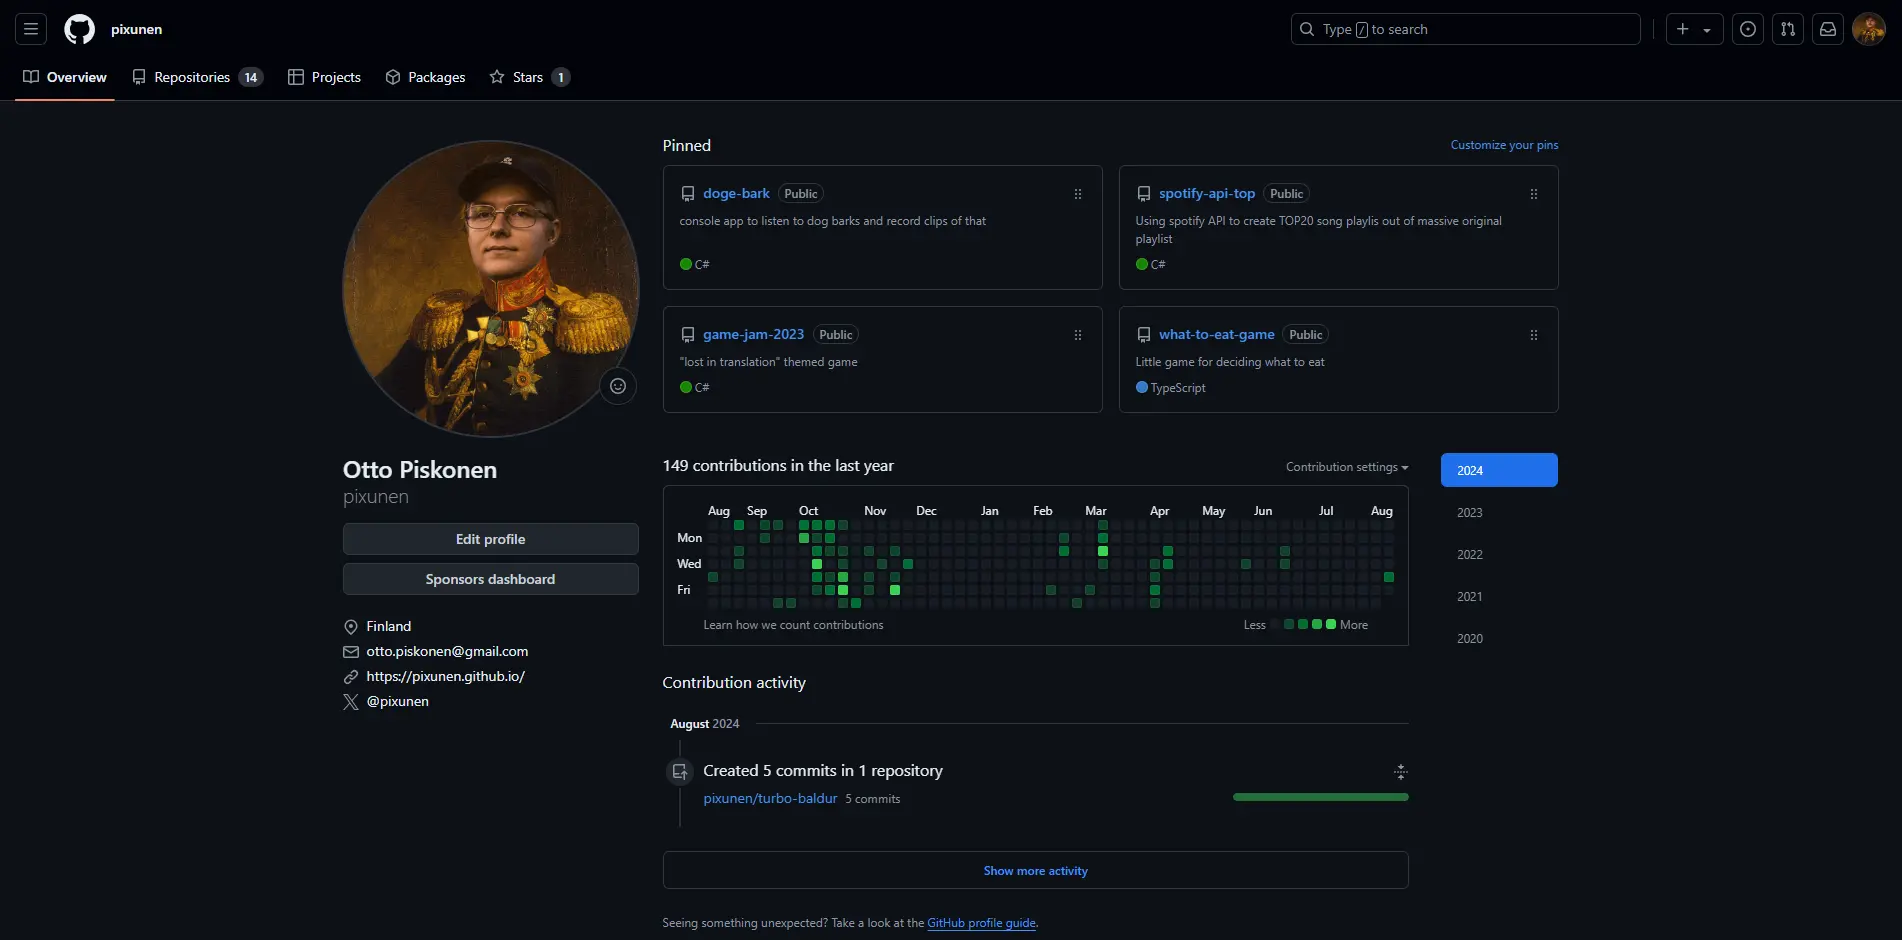 pixunen
Type / to search
Overview
Repositories 14
Projects
Packages
Stars 1
Otto Piskonen
pixunen
Edit profile
Sponsors dashboard
Finland
otto.piskonen@gmail.com
https://pixunen.github.io/
@pixunen
Pinned
Customize your pins
doge-bark Public
console app to listen to dog barks and record clips of that
C#
spotify-api-top Public
Using spotify API to create TOP20 song playlis out of massive original
playlist
C#
game-jam-2023 Public
"lost in translation" themed game
C#
what-to-eat-game Public
Little game for deciding what to eat
TypeScript
149 contributions in the last year
Contribution settings
Aug Sep Oct Nov Dec Jan Feb Mar Apr May Jun Jul Aug
Mon
Wed
Fri
Learn how we count contributions
Less More
2024
2023
2022
2021
2020
Contribution activity
August 2024
Created 5 commits in 1 repository
pixunen/turbo-baldur 5 commits
Show more activity
Seeing something unexpected? Take a look at the GitHub profile guide.